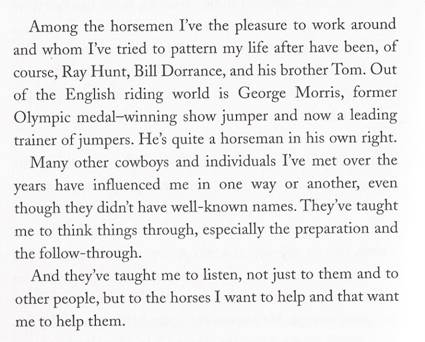 Among the horsemen I've the pleasure to work around
and whom I've tried to pattern my life after have been, of
course, Ray Hunt, Bill Dorrance, and his brother Tom. Out
of the English riding world is George Morris, former
Olympic medal–winning show jumper and now a leading
trainer of jumpers. He's quite a horseman in his own right.
Many other cowboys and individuals I've met over the
years have influenced me in one way or another, even
though they didn't have well-known names. They've taught
me to think things through, especially the preparation and
the follow-through.
And they've taught me to listen, not just to them and to
other people, but to the horses I want to help and that want
me to help them.